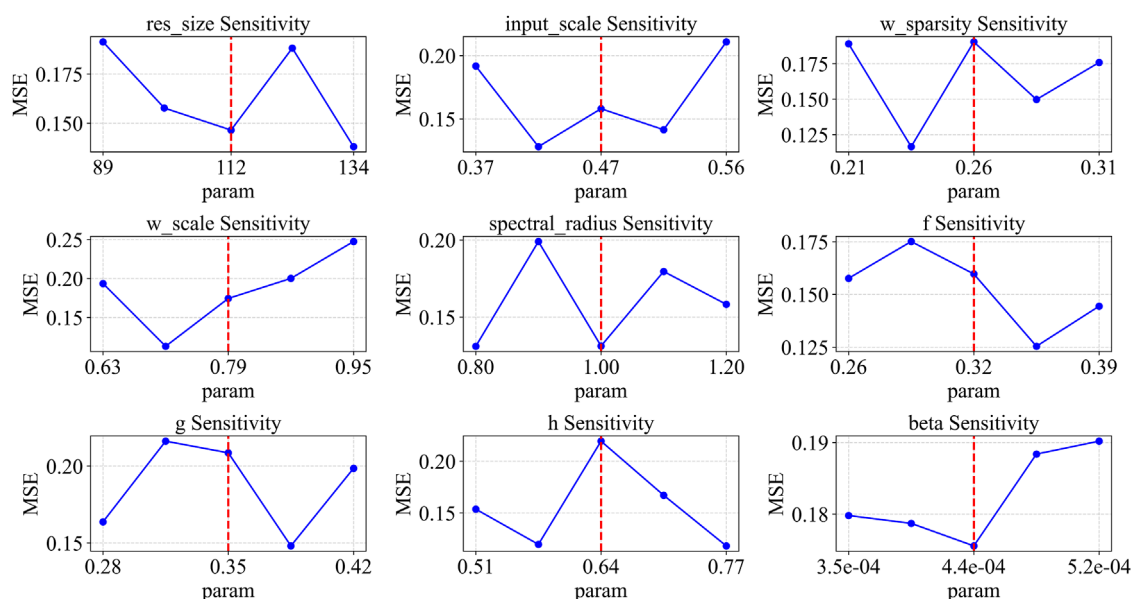 res_size Sensitivity
MSE
0.175
0.150
89
112
134
param
input_scale Sensitivity
MSE
0.20
0.15
0.37
0.47
0.56
param
w_sparsity Sensitivity
MSE
0.175
0.150
0.125
0.21
0.26
0.31
param
w_scale Sensitivity
MSE
0.25
0.20
0.15
0.63
0.79
0.95
param
spectral_radius Sensitivity
MSE
0.20
0.15
0.80
1.00
1.20
param
f Sensitivity
MSE
0.175
0.150
0.125
0.26
0.32
0.39
param
g Sensitivity
MSE
0.20
0.15
0.28
0.35
0.42
param
h Sensitivity
MSE
0.20
0.15
0.51
0.64
0.77
param
beta Sensitivity
MSE
0.19
0.18
3.5e-04
4.4e-04
5.2e-04
param